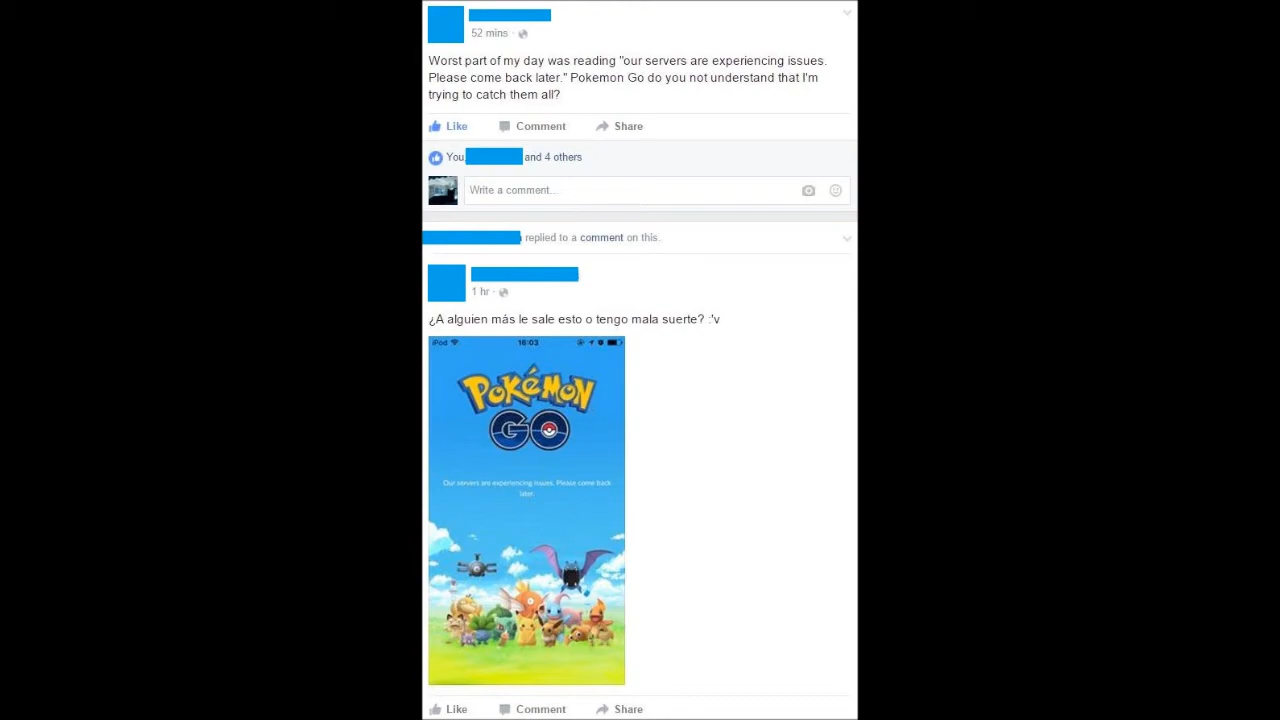 52 mins ·
Worst part of my day was reading "our servers are experiencing issues.
Please come back later." Pokemon Go do you not understand that I'm
trying to catch them all?
Like Comment Share
You, and 4 others
Write a comment...
replied to a comment on this.
1 hr ·
¿A alguien más le sale esto o tengo mala suerte? :'v
iPod 16:03
POKéMON
GO
Our servers are experiencing issues. Please come back
later.
Like Comment Share